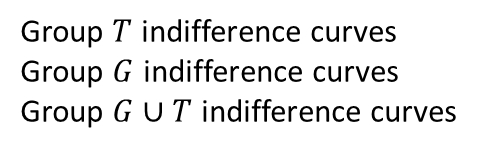 Group T indifference curves
Group G indifference curves
Group G ∪ T indifference curves